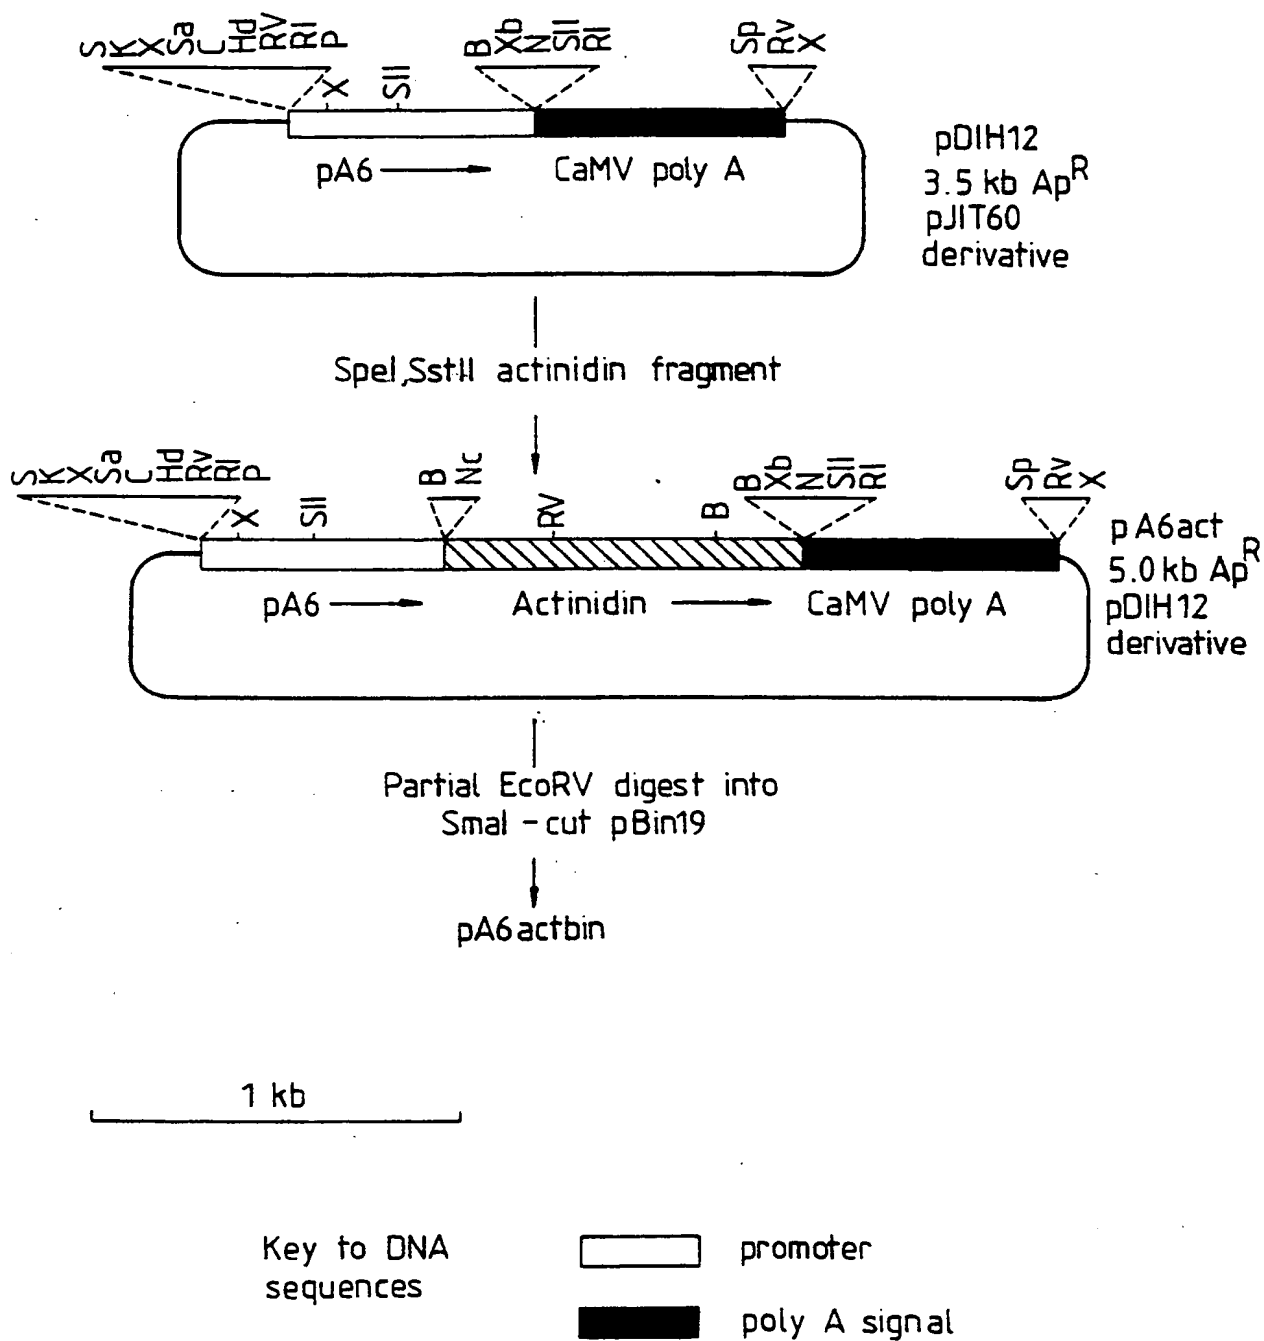 S K X Sa C Hd RV RI P
X SII
B Xb N SII RI
Sp Rv X
pA6 CaMV poly A
pDIH12
3.5 kb Ap^R
pJIT60
derivative
SpeI, SstII actinidin fragment
S K X Sa C Hd Rv RI P
X SII
B Nc
RV B
B Xb N SII RI
Sp Rv X
pA6 Actinidin CaMV poly A
pA6act
5.0 kb Ap^R
pDIH12
derivative
Partial EcoRV digest into
SmaI - cut pBin19
pA6actbin
1 kb
Key to DNA
sequences
promoter
poly A signal